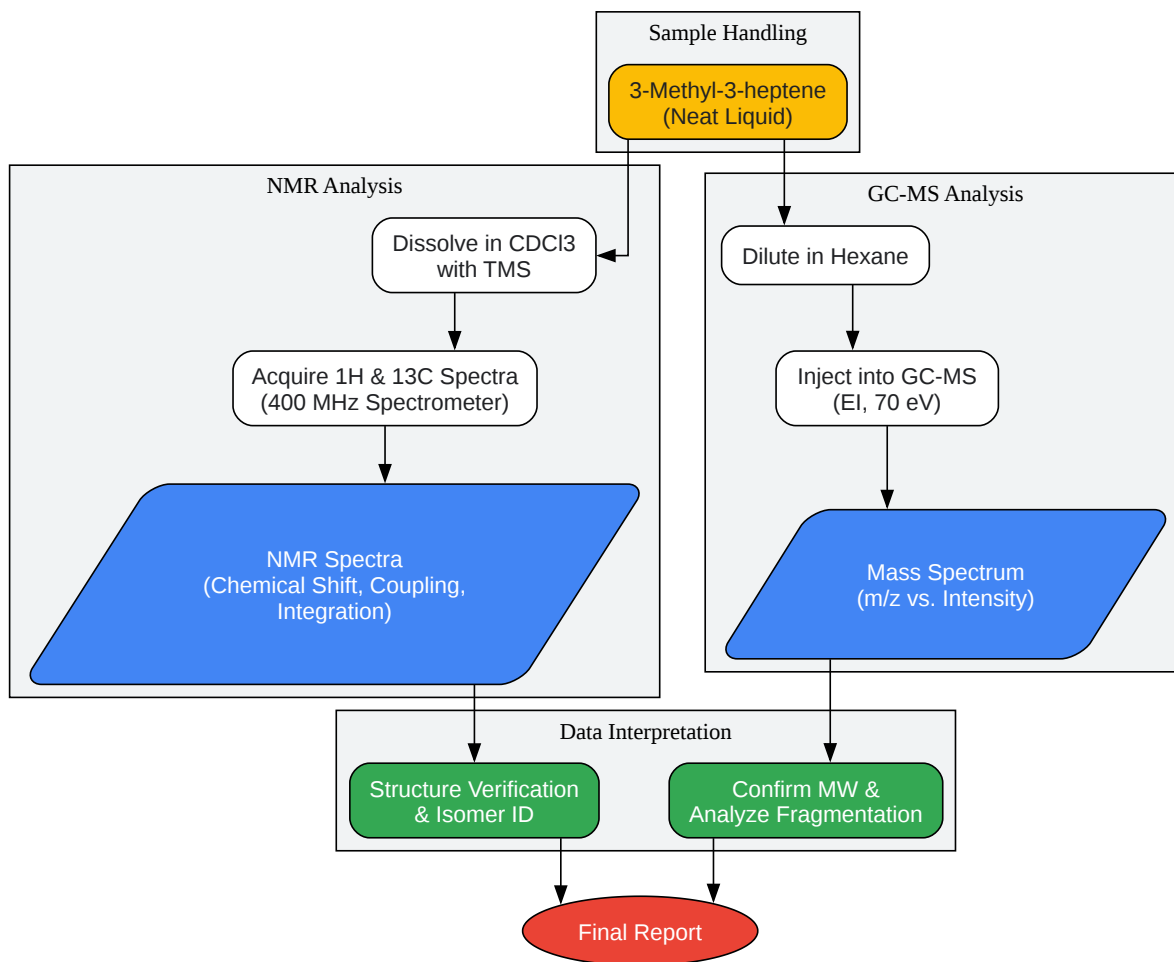 Sample Handling
3-Methyl-3-heptene
(Neat Liquid)
NMR Analysis
Dissolve in CDCl3
with TMS
Acquire 1H & 13C Spectra
(400 MHz Spectrometer)
NMR Spectra
(Chemical Shift, Coupling,
Integration)
GC-MS Analysis
Dilute in Hexane
Inject into GC-MS
(EI, 70 eV)
Mass Spectrum
(m/z vs. Intensity)
Data Interpretation
Structure Verification
& Isomer ID
Confirm MW &
Analyze Fragmentation
Final Report